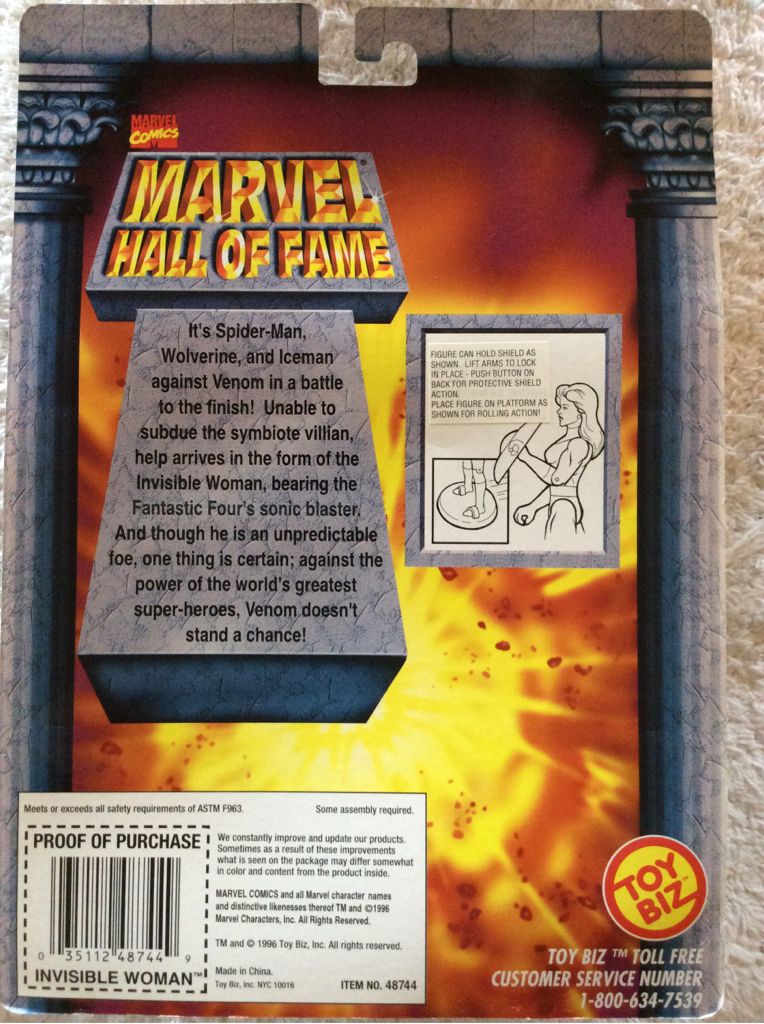 MARVEL
COMICS
M
MARVEL®
HALL OF FAME
It's Spider-Man,
Wolverine, and Iceman
against Venom in a battle
to the finish! Unable to
subdue the symbiote villian,
help arrives in the form of the
Invisible Woman, bearing the
Fantastic Four's sonic blaster.
And though he is an unpredictable
foe, one thing is certain; against the
power of the world's greatest
super-heroes, Venom doesn't
stand a chance!
FIGURE CAN HOLD SHIELD AS
SHOWN. LIFT ARMS TO LOCK
IN PLACE - PUSH BUTTON ON
BACK FOR PROTECTIVE SHIELD
ACTION.
PLACE FIGURE ON PLATFORM AS
SHOWN FOR ROLLING ACTION!
Meets or exceeds all safety requirements of ASTM F963. Some assembly required.
PROOF OF PURCHASE
0 35112 48744 9
INVISIBLE WOMAN™
We constantly improve and update our products.
Sometimes as a result of these improvements
what is seen on the package may differ somewhat
in color and content from the product inside.
MARVEL COMICS and all Marvel character names
and distinctive likenesses thereof TM and ©1996
Marvel Characters, Inc. All Rights Reserved.
TM and © 1996 Toy Biz, Inc. All rights reserved.
Made in China.
Toy Biz, Inc. NYC 10016 ITEM NO. 48744
TOY
BIZ
TOY BIZ ™ TOLL FREE
CUSTOMER SERVICE NUMBER
1-800-634-7539